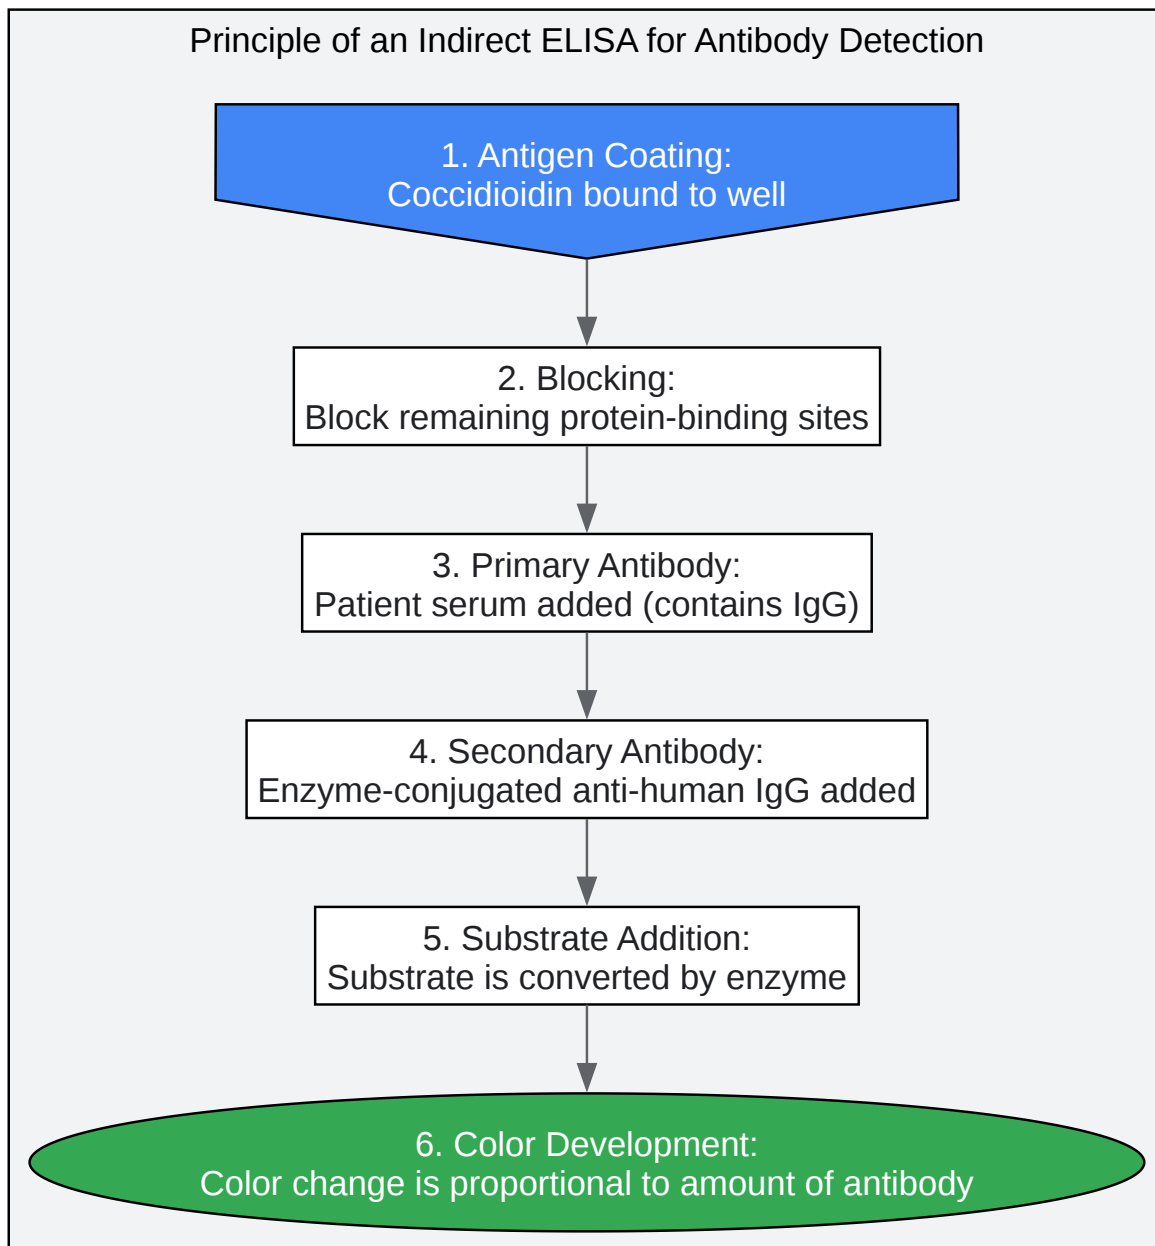 Principle of an Indirect ELISA for Antibody Detection
1. Antigen Coating:
Coccidioidin bound to well
2. Blocking:
Block remaining protein-binding sites
3. Primary Antibody:
Patient serum added (contains IgG)
4. Secondary Antibody:
Enzyme-conjugated anti-human IgG added
5. Substrate Addition:
Substrate is converted by enzyme
6. Color Development:
Color change is proportional to amount of antibody